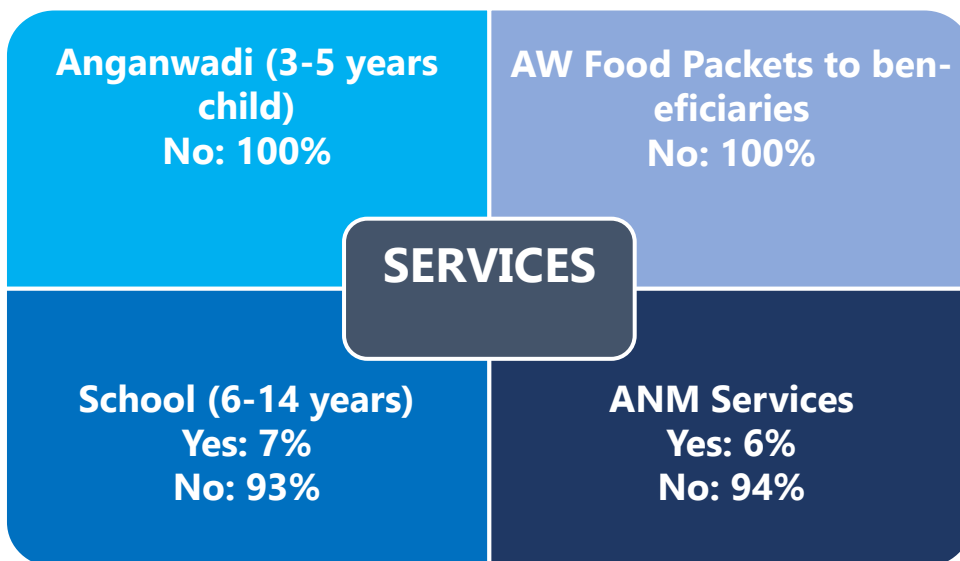 Anganwadi (3-5 years
child)
No: 100%
AW Food Packets to ben-
eficiaries
No: 100%
SERVICES
School (6-14 years)
Yes: 7%
No: 93%
ANM Services
Yes: 6%
No: 94%